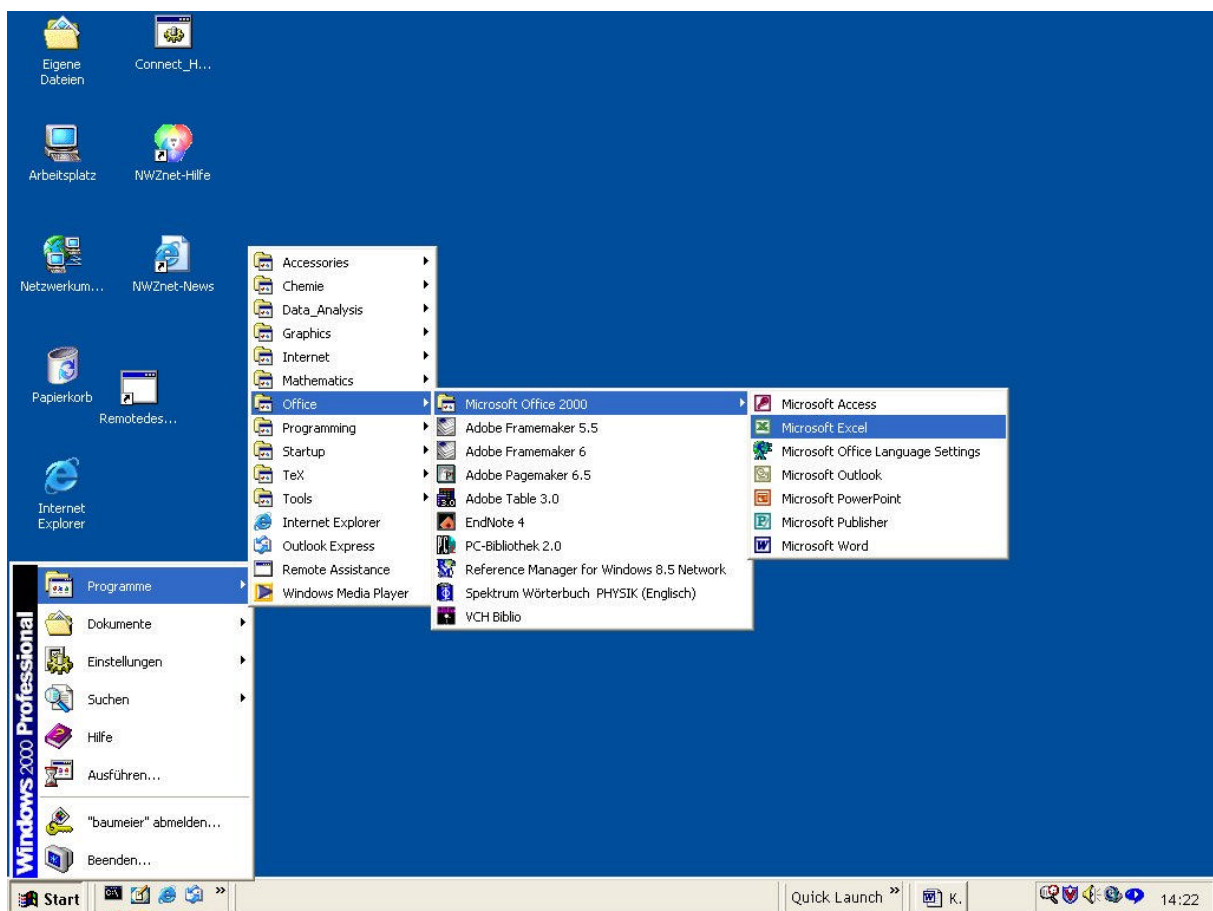 Eigene
Dateien
Connect_H...
Arbeitsplatz
NWZnet-Hilfe
Netzwerkum...
NWZnet-News
Papierkorb
Remotedes...
Internet
Explorer
Accessories
Chemie
Data_Analysis
Graphics
Internet
Mathematics
Office
Programming
Startup
TeX
Tools
Internet Explorer
Outlook Express
Remote Assistance
Windows Media Player
Microsoft Office 2000
Adobe Framemaker 5.5
Adobe Framemaker 6
Adobe Pagemaker 6.5
Adobe Table 3.0
EndNote 4
PC-Bibliothek 2.0
Reference Manager for Windows 8.5 Network
Spektrum Wörterbuch PHYSIK (Englisch)
VCH Biblio
Microsoft Access
Microsoft Excel
Microsoft Office Language Settings
Microsoft Outlook
Microsoft PowerPoint
Microsoft Publisher
Microsoft Word
Windows 2000 Professional
Programme
Dokumente
Einstellungen
Suchen
Hilfe
Ausführen...
"baumeier" abmelden...
Beenden...
Start
Quick Launch
K.
14:22